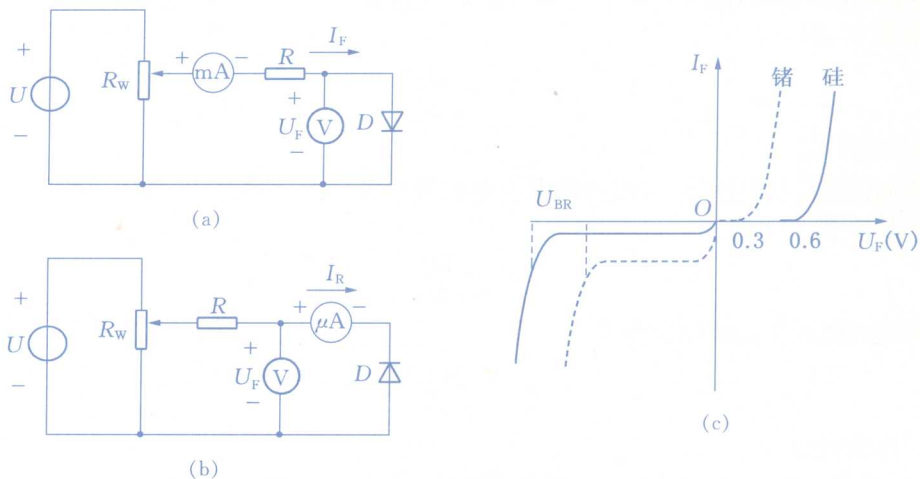 +
U
−
R_W
+ mA −
R
I_F
+
U_F
−
V
D
(a)
+
U
−
R_W
R
I_R
+ μA −
+
U_F
−
V
D
(b)
I_F
锗 硅
U_BR
O
0.3 0.6 U_F(V)
(c)